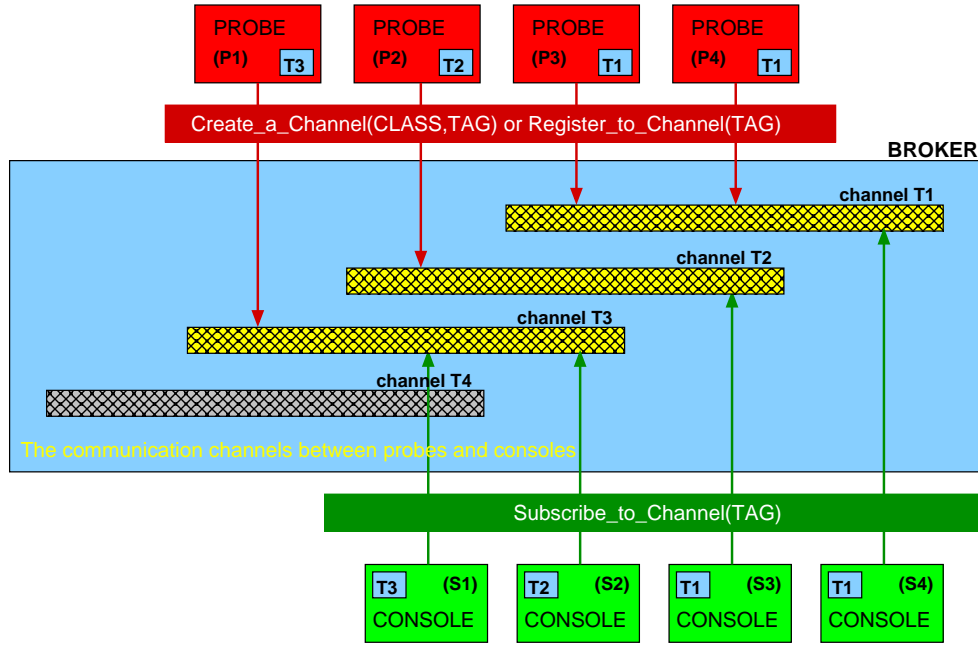 PROBE
(P1)
T3
PROBE
(P2)
T2
PROBE
(P3)
T1
PROBE
(P4)
T1
Create_a_Channel(CLASS,TAG) or Register_to_Channel(TAG)
BROKER
channel T1
channel T2
channel T3
channel T4
The communication channels between probes and consoles
Subscribe_to_Channel(TAG)
T3
(S1)
CONSOLE
T2
(S2)
CONSOLE
T1
(S3)
CONSOLE
T1
(S4)
CONSOLE